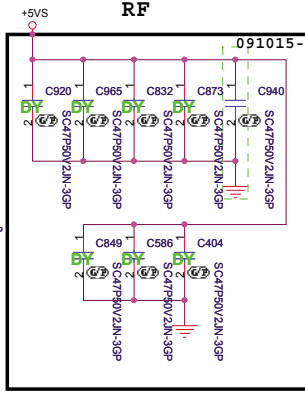 RF
+5VS
091015-
1 C920 1 C965 1 C832 1 C873 1 C940
DY DY DY DY
2 G/P 2 G/P 2 G/P 2 G/P 2 G/P
SC47P50V2JN-3GP SC47P50V2JN-3GP SC47P50V2JN-3GP SC47P50V2JN-3GP SC47P50V2JN-3GP
1 C849 1 C586 1 C404
DY DY DY
2 G/P 2 G/P 2 G/P
SC47P50V2JN-3GP SC47P50V2JN-3GP SC47P50V2JN-3GP